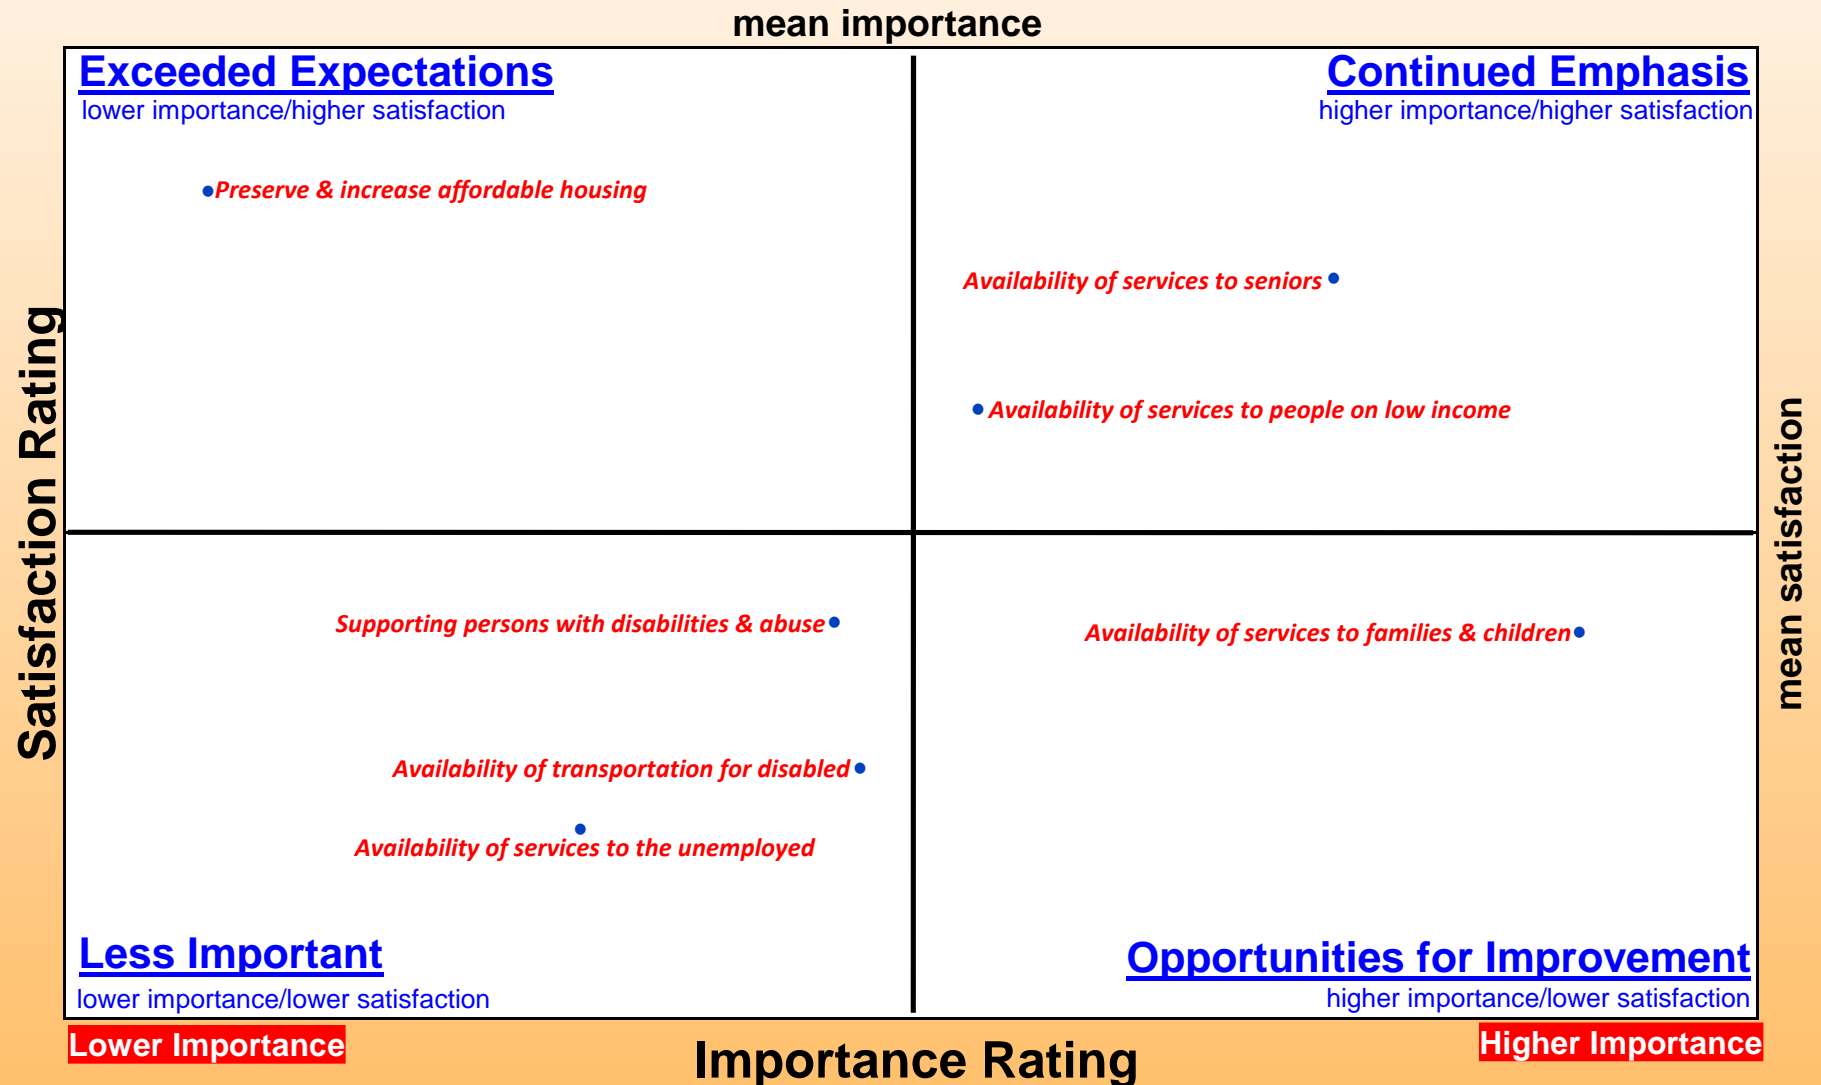 mean importance
Exceeded Expectations
lower importance/higher satisfaction
Continued Emphasis
higher importance/higher satisfaction
Preserve & increase affordable housing
Availability of services to seniors
Availability of services to people on low income
Satisfaction Rating
mean satisfaction
Supporting persons with disabilities & abuse
Availability of services to families & children
Availability of transportation for disabled
Availability of services to the unemployed
Less Important
lower importance/lower satisfaction
Opportunities for Improvement
higher importance/lower satisfaction
Lower Importance
Importance Rating
Higher Importance